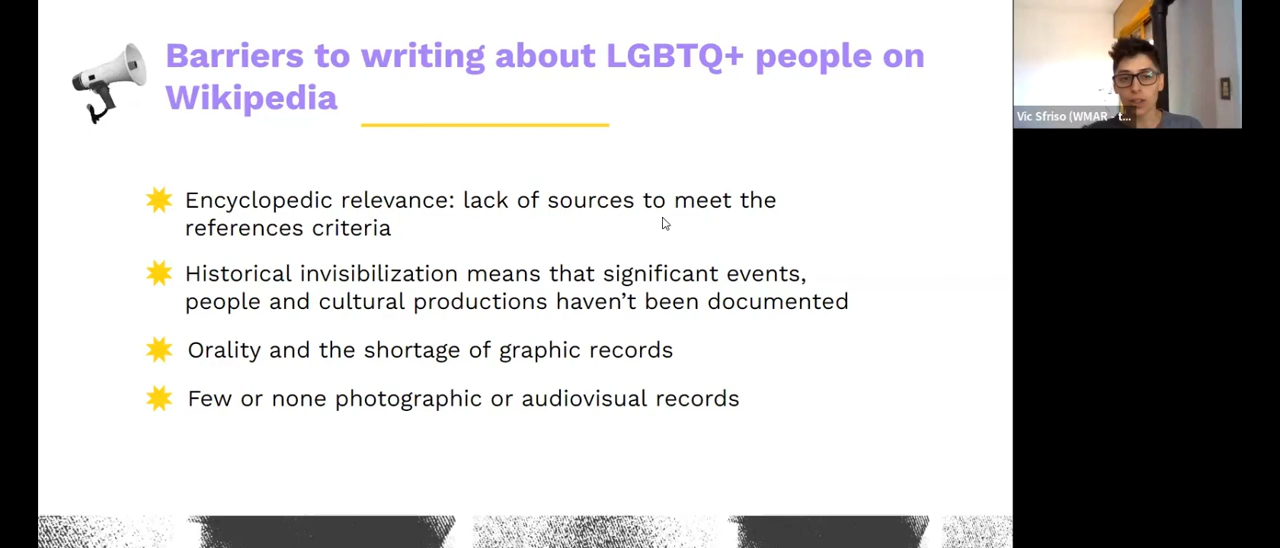 Barriers to writing about LGBTQ+ people on
Wikipedia
Encyclopedic relevance: lack of sources to meet the
references criteria
Historical invisibilization means that significant events,
people and cultural productions haven’t been documented
Orality and the shortage of graphic records
Few or none photographic or audiovisual records
Vic Sfriso (WMAR - t...